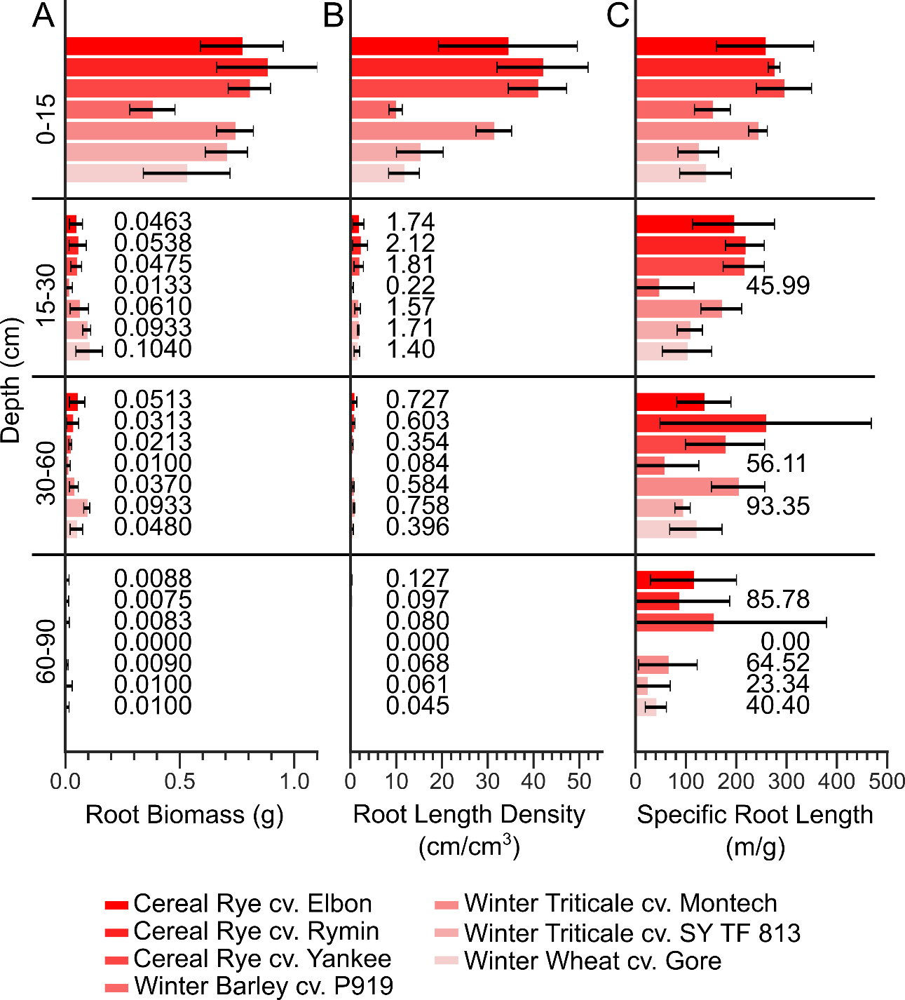 A
B
C
Depth (cm)
0-15
15-30
0.0463
0.0538
0.0475
0.0133
0.0610
0.0933
0.1040
1.74
2.12
1.81
0.22
1.57
1.71
1.40
45.99
30-60
0.0513
0.0313
0.0213
0.0100
0.0370
0.0933
0.0480
0.727
0.603
0.354
0.084
0.584
0.758
0.396
56.11
93.35
60-90
0.0088
0.0075
0.0083
0.0000
0.0090
0.0100
0.0100
0.127
0.097
0.080
0.000
0.068
0.061
0.045
85.78
0.00
64.52
23.34
40.40
0.0 0.5 1.0
0 10 20 30 40 50
0 100 200 300 400 500
Root Biomass (g)
Root Length Density
(cm/cm³)
Specific Root Length
(m/g)
Cereal Rye cv. Elbon
Cereal Rye cv. Rymin
Cereal Rye cv. Yankee
Winter Barley cv. P919
Winter Triticale cv. Montech
Winter Triticale cv. SY TF 813
Winter Wheat cv. Gore